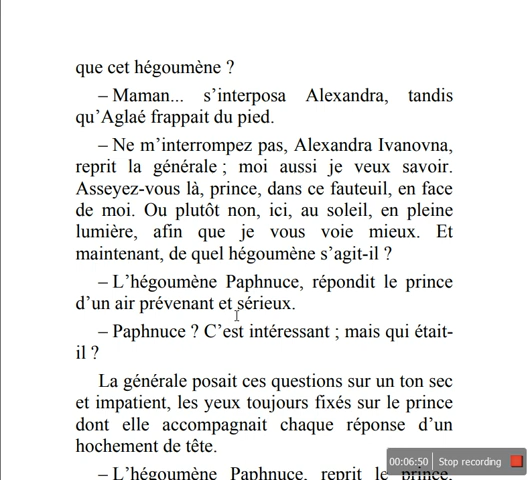 que cet hégoumène ?
– Maman... s’interposa Alexandra, tandis
qu’Aglaé frappait du pied.
– Ne m’interrompez pas, Alexandra Ivanovna,
reprit la générale ; moi aussi je veux savoir.
Asseyez-vous là, prince, dans ce fauteuil, en face
de moi. Ou plutôt non, ici, au soleil, en pleine
lumière, afin que je vous voie mieux. Et
maintenant, de quel hégoumène s’agit-il ?
– L’hégoumène Paphnuce, répondit le prince
d’un air prévenant et sérieux.
– Paphnuce ? C’est intéressant ; mais qui était-
il ?
La générale posait ces questions sur un ton sec
et impatient, les yeux toujours fixés sur le prince
dont elle accompagnait chaque réponse d’un
hochement de tête.
– L’hégoumène Paphnuce, reprit le prince,
00:06:50 Stop recording